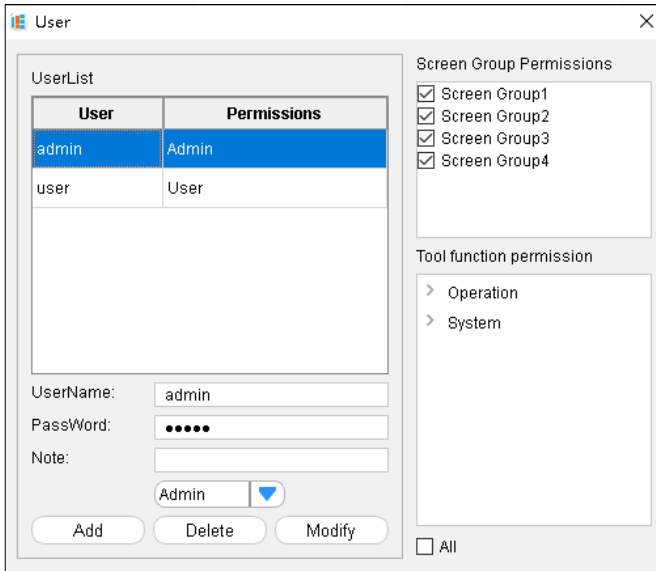 User
UserList
User Permissions
admin Admin
user User
UserName: admin
PassWord: •••••
Note:
Admin
Add Delete Modify
Screen Group Permissions
Screen Group1
Screen Group2
Screen Group3
Screen Group4
Tool function permission
Operation
System
All